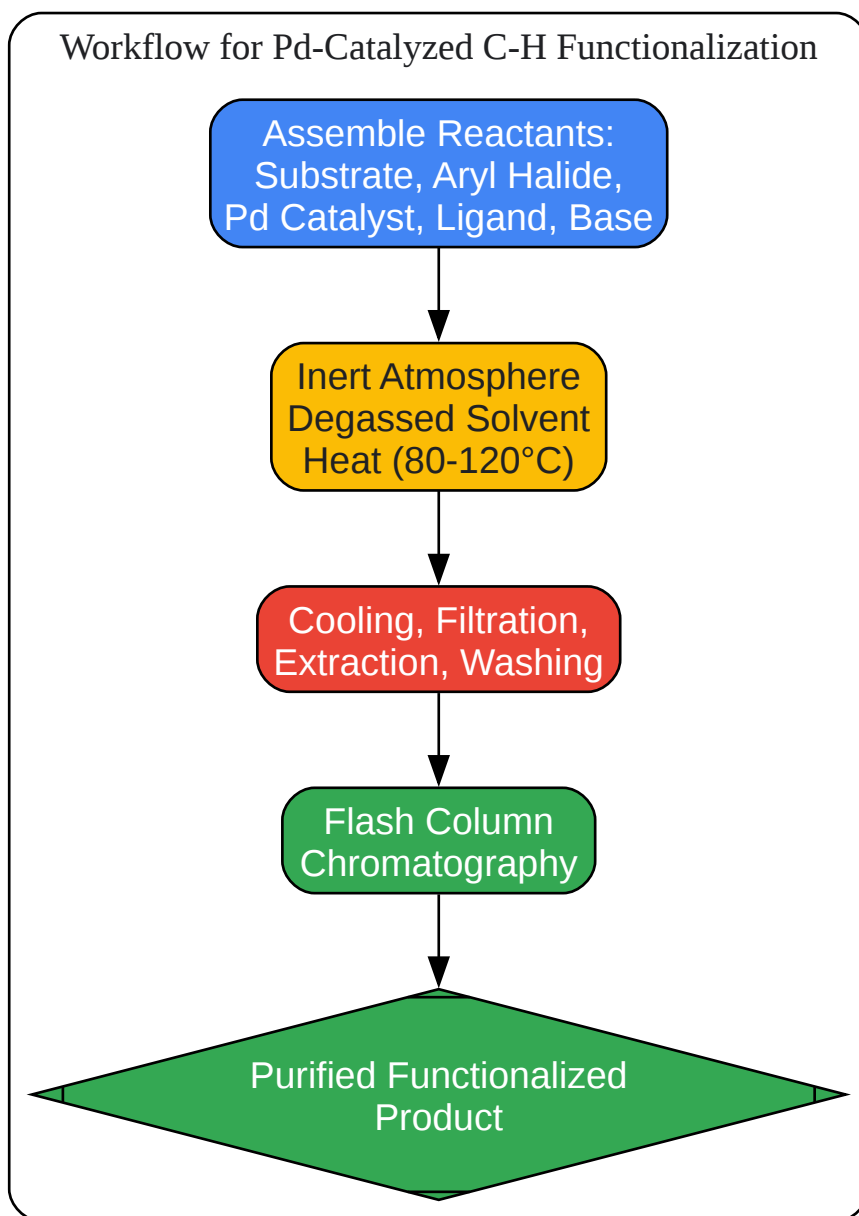 Workflow for Pd-Catalyzed C-H Functionalization
Assemble Reactants:
Substrate, Aryl Halide,
Pd Catalyst, Ligand, Base
Inert Atmosphere
Degassed Solvent
Heat (80-120°C)
Cooling, Filtration,
Extraction, Washing
Flash Column
Chromatography
Purified Functionalized
Product